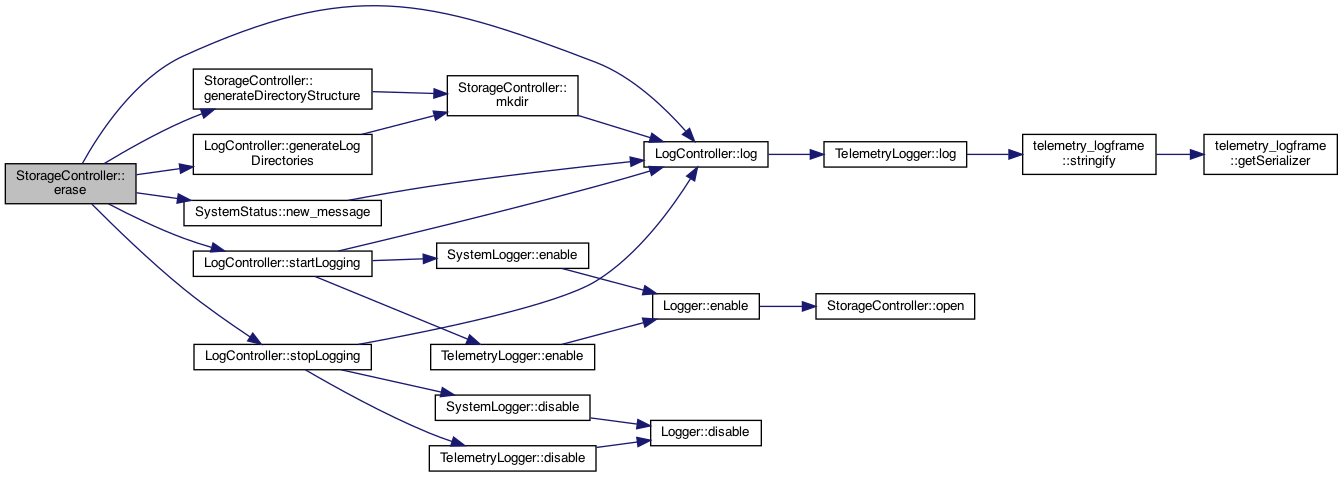 StorageController::
erase
StorageController::
generateDirectoryStructure
LogController::generateLog
Directories
SystemStatus::new_message
LogController::startLogging
LogController::stopLogging
StorageController::
mkdir
SystemLogger::enable
TelemetryLogger::enable
SystemLogger::disable
TelemetryLogger::disable
LogController::log
Logger::enable
Logger::disable
TelemetryLogger::log
StorageController::open
telemetry_logframe
::stringify
telemetry_logframe
::getSerializer